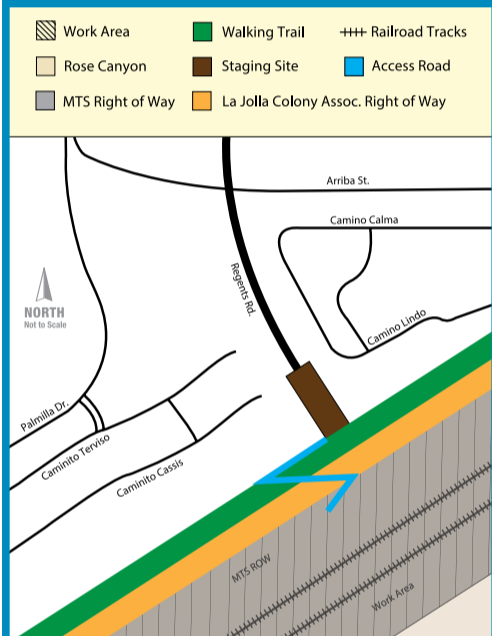 Work Area
Walking Trail
Railroad Tracks
Rose Canyon
Staging Site
Access Road
MTS Right of Way
La Jolla Colony Assoc. Right of Way
Arriba St.
Camino Calma
Regents Rd.
NORTH
Not to Scale
Camino Lindo
Palmilla Dr.
Caminito Terviso
Caminito Cassis
MTS ROW
Work Area